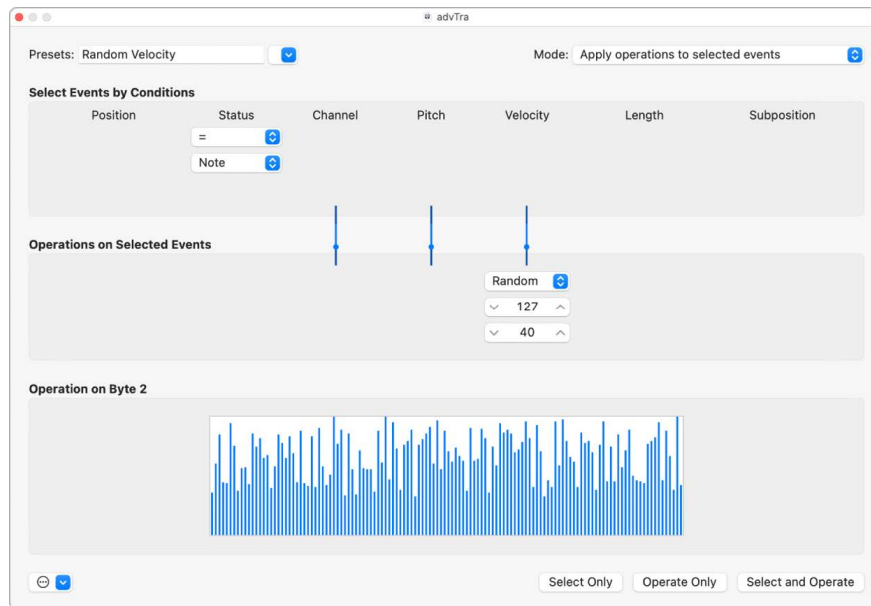 advTra
Presets: Random Velocity
Mode: Apply operations to selected events
Select Events by Conditions
Position Status Channel Pitch Velocity Length Subposition
=
Note
Operations on Selected Events
Random
127
40
Operation on Byte 2
Select Only Operate Only Select and Operate